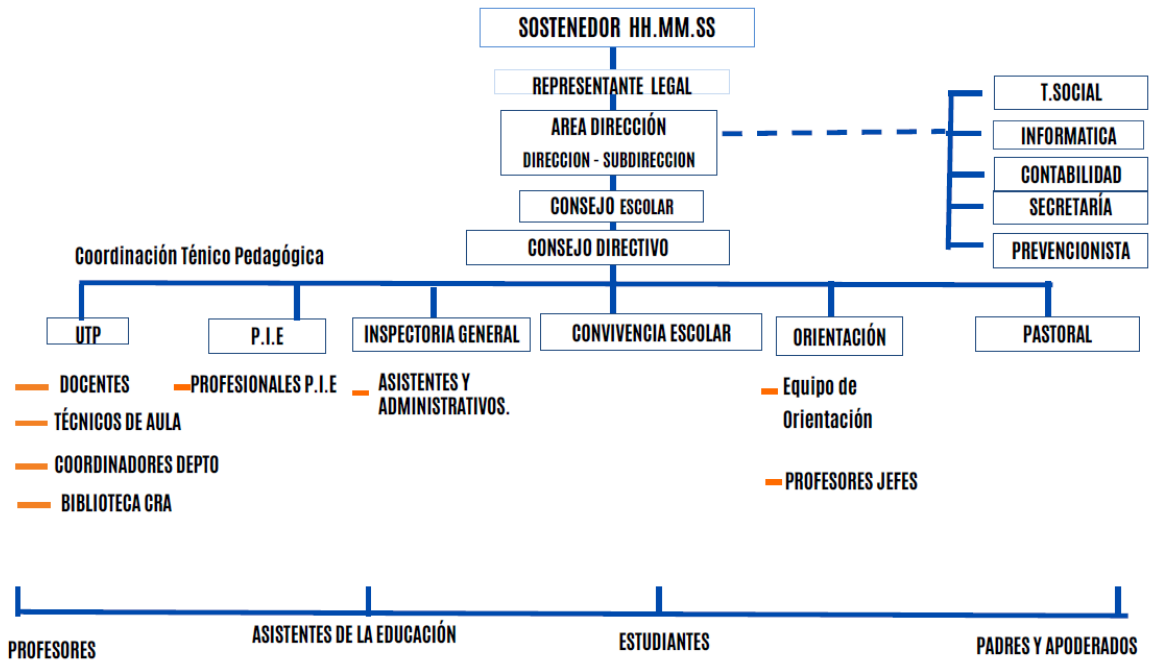 SOSTENEDOR HH.MM.SS
REPRESENTANTE LEGAL
AREA DIRECCIÓN
DIRECCION - SUBDIRECCION
T.SOCIAL
INFORMATICA
CONTABILIDAD
SECRETARÍA
PREVENCIONISTA
CONSEJO ESCOLAR
CONSEJO DIRECTIVO
Coordinación Ténico Pedagógica
UTP
P.I.E
INSPECTORIA GENERAL
CONVIVENCIA ESCOLAR
ORIENTACIÓN
PASTORAL
DOCENTES
TÉCNICOS DE AULA
COORDINADORES DEPTO
BIBLIOTECA CRA
PROFESIONALES P.I.E
ASISTENTES Y
ADMINISTRATIVOS.
Equipo de
Orientación
PROFESORES JEFES
PROFESORES
ASISTENTES DE LA EDUCACIÓN
ESTUDIANTES
PADRES Y APODERADOS